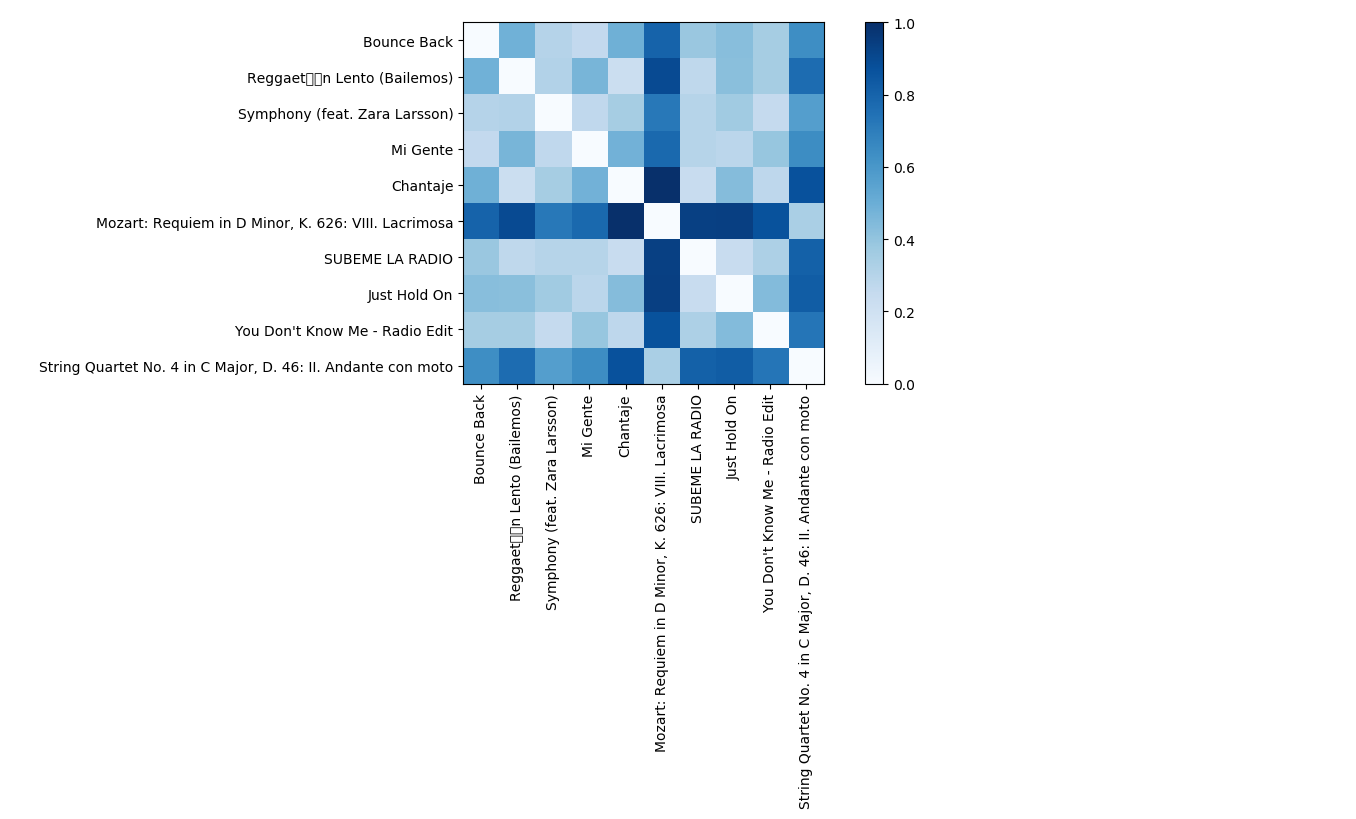 Bounce Back
Reggaet▯▯n Lento (Bailemos)
Symphony (feat. Zara Larsson)
Mi Gente
Chantaje
Mozart: Requiem in D Minor, K. 626: VIII. Lacrimosa
SUBEME LA RADIO
Just Hold On
You Don't Know Me - Radio Edit
String Quartet No. 4 in C Major, D. 46: II. Andante con moto
1.0
0.8
0.6
0.4
0.2
0.0
Bounce Back
Reggaet▯▯n Lento (Bailemos)
Symphony (feat. Zara Larsson)
Mi Gente
Chantaje
Mozart: Requiem in D Minor, K. 626: VIII. Lacrimosa
SUBEME LA RADIO
Just Hold On
You Don't Know Me - Radio Edit
String Quartet No. 4 in C Major, D. 46: II. Andante con moto